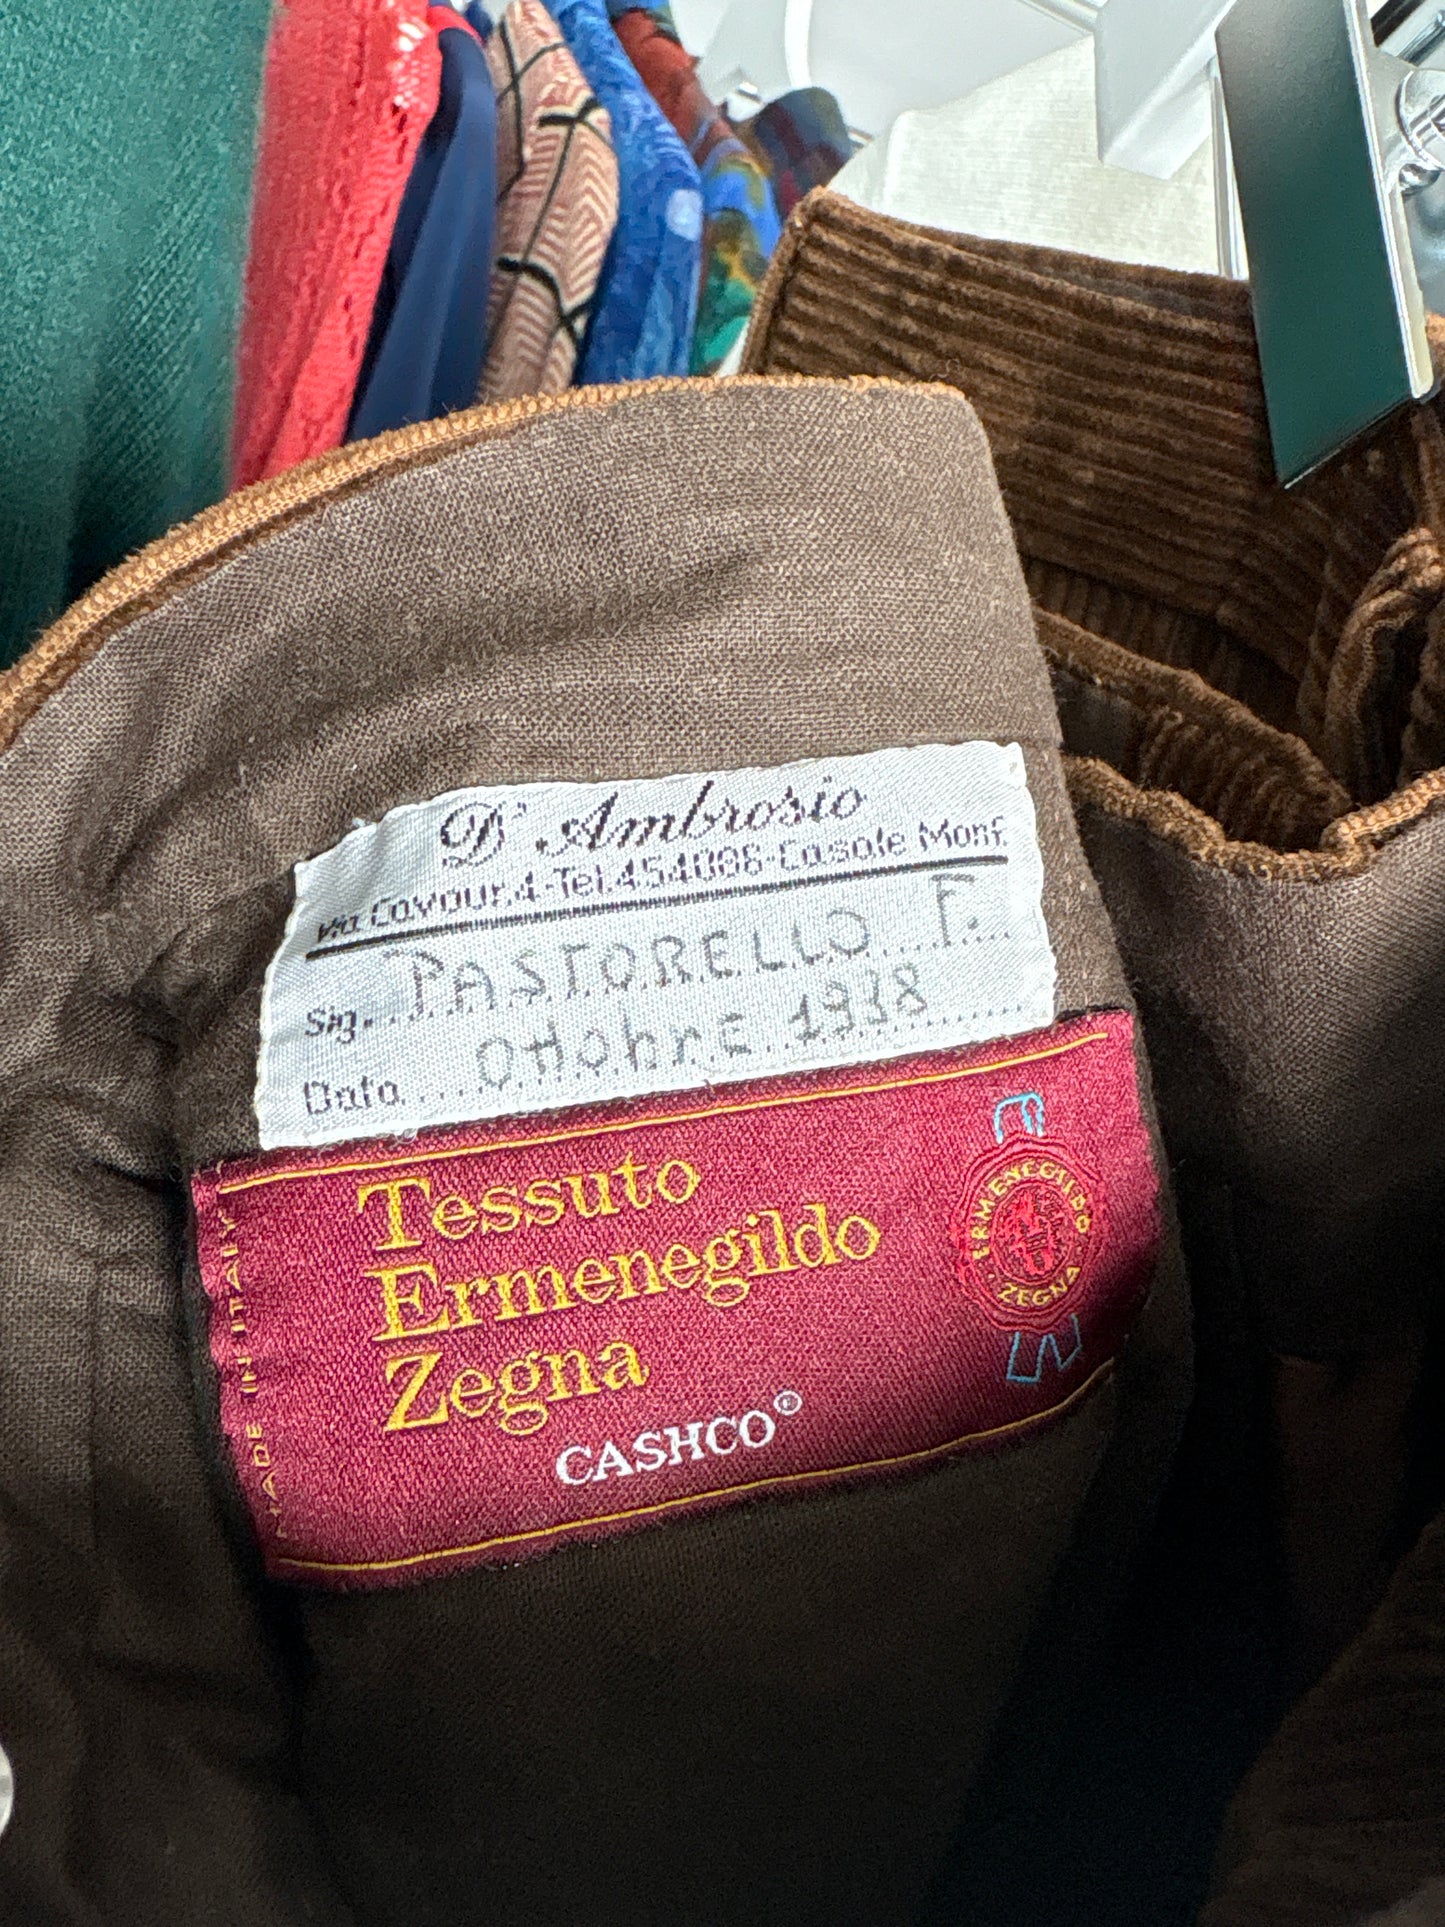 D'Ambrosio
Via Cavour,4-Tel.454086-Casale Monf.
Sig. PASTORELLO F.
Data ottobre 1938
Tessuto
Ermenegildo
Zegna
CASHCO®
MADE IN ITALY
ERMENEGILDO
ZEGNA